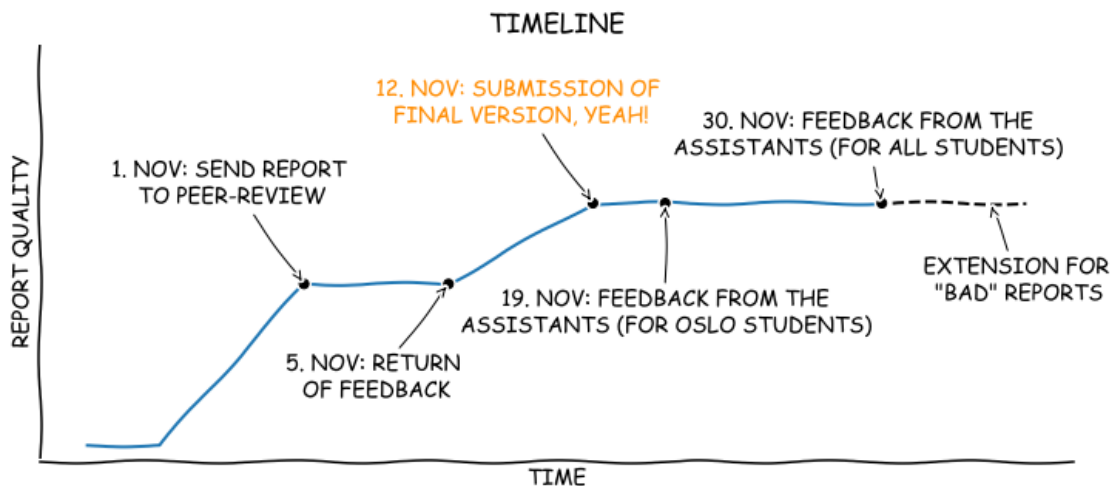 TIMELINE
12. NOV: SUBMISSION OF
FINAL VERSION, YEAH!
30. NOV: FEEDBACK FROM THE
ASSISTANTS (FOR ALL STUDENTS)
1. NOV: SEND REPORT
TO PEER-REVIEW
REPORT QUALITY
EXTENSION FOR
"BAD" REPORTS
19. NOV: FEEDBACK FROM THE
ASSISTANTS (FOR OSLO STUDENTS)
5. NOV: RETURN
OF FEEDBACK
TIME